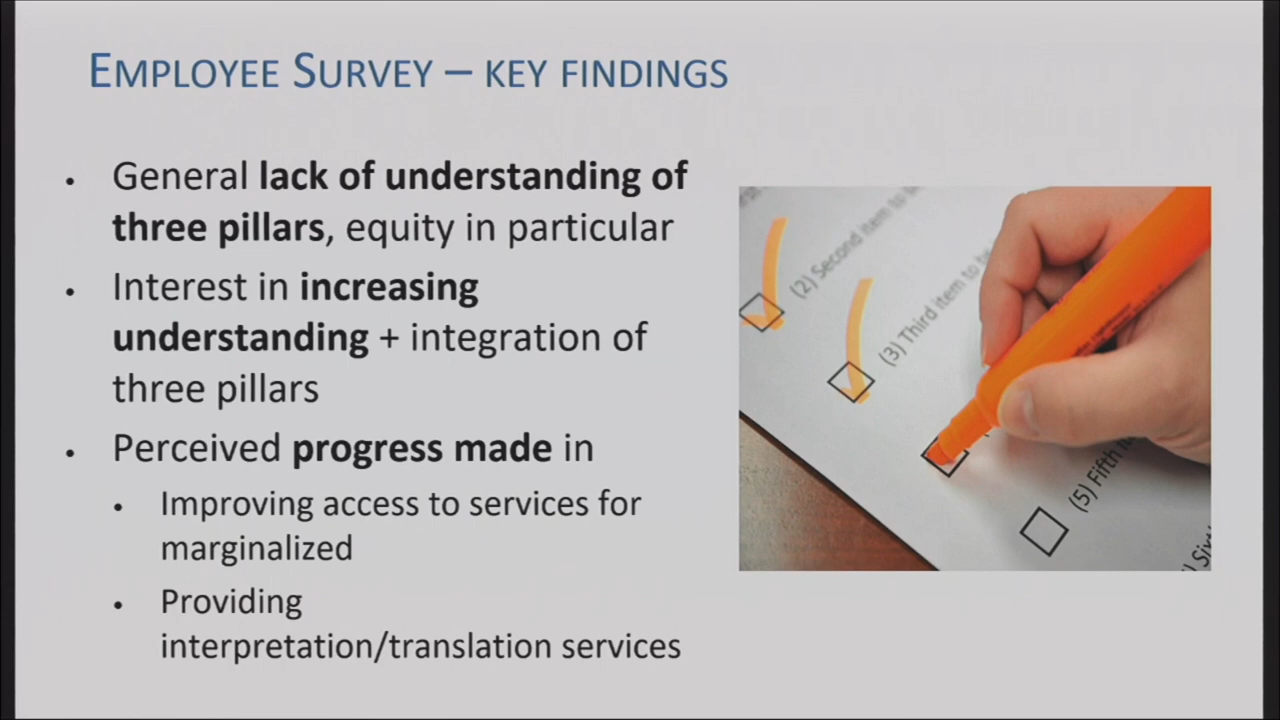 EMPLOYEE SURVEY – KEY FINDINGS
• General lack of understanding of
three pillars, equity in particular
• Interest in increasing
understanding + integration of
three pillars
• Perceived progress made in
• Improving access to services for
marginalized
• Providing
interpretation/translation services
(2) Second item to
(3) Third item to be
(5) Fifth